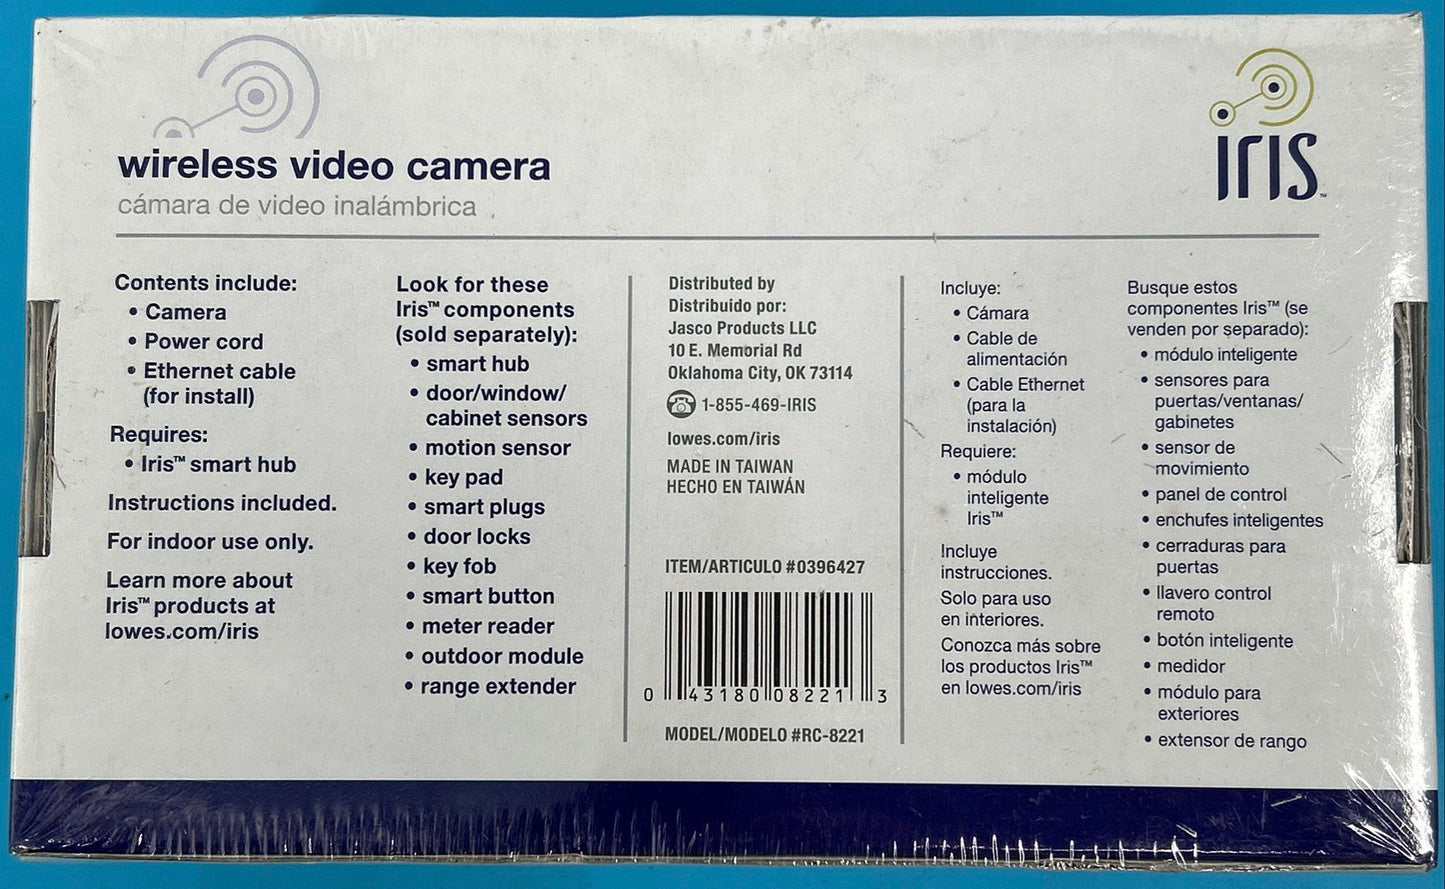 wireless video camera
cámara de video inalámbrica
IRIS™
Contents include:
• Camera
• Power cord
• Ethernet cable
(for install)
Requires:
• Iris™ smart hub
Instructions included.
For indoor use only.
Learn more about
Iris™ products at
lowes.com/iris
Look for these
Iris™ components
(sold separately):
• smart hub
• door/window/
cabinet sensors
• motion sensor
• key pad
• smart plugs
• door locks
• key fob
• smart button
• meter reader
• outdoor module
• range extender
Distributed by
Distribuido por:
Jasco Products LLC
10 E. Memorial Rd
Oklahoma City, OK 73114
1-855-469-IRIS
lowes.com/iris
MADE IN TAIWAN
HECHO EN TAIWÁN
ITEM/ARTICULO #0396427
0 43180 08221 3
MODEL/MODELO #RC-8221
Incluye:
• Cámara
• Cable de
alimentación
• Cable Ethernet
(para la
instalación)
Requiere:
• módulo
inteligente
Iris™
Incluye
instrucciones.
Solo para uso
en interiores.
Conozca más sobre
los productos Iris™
en lowes.com/iris
Busque estos
componentes Iris™ (se
venden por separado):
• módulo inteligente
• sensores para
puertas/ventanas/
gabinetes
• sensor de
movimiento
• panel de control
• enchufes inteligentes
• cerraduras para
puertas
• llavero control
remoto
• botón inteligente
• medidor
• módulo para
exteriores
• extensor de rango